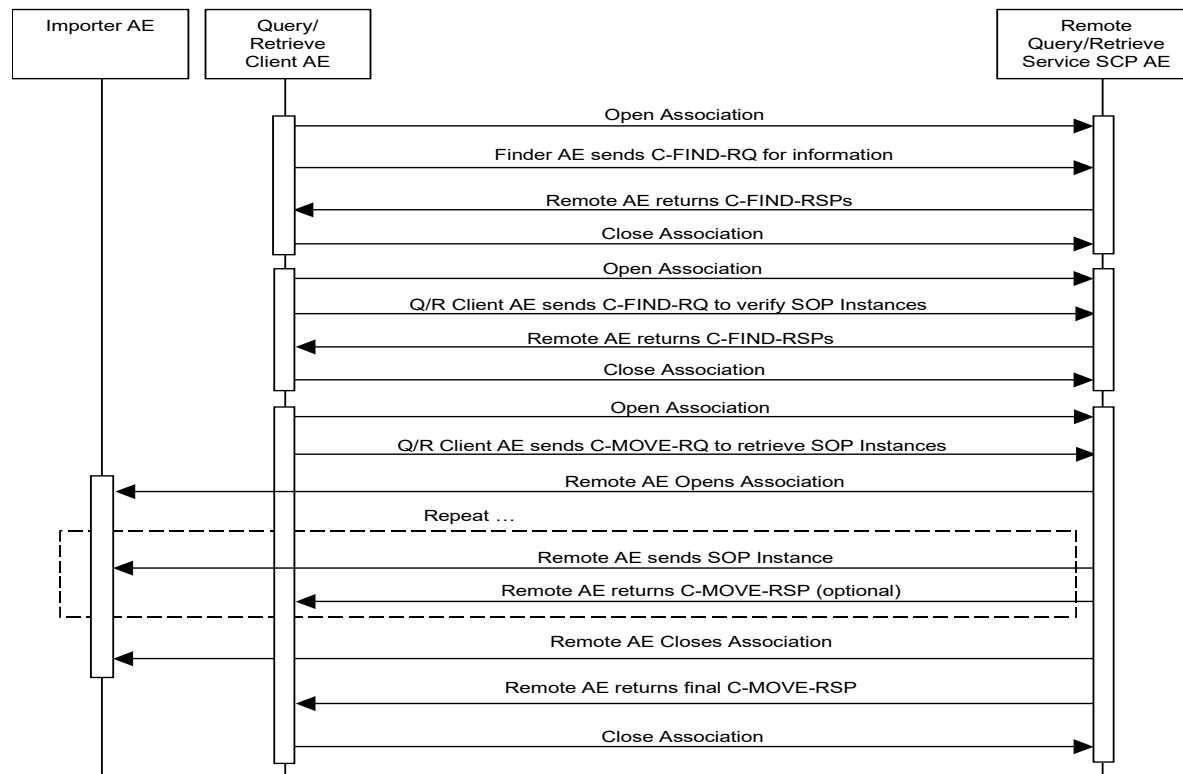 Importer AE
Query/
Retrieve
Client AE
Remote
Query/Retrieve
Service SCP AE
Open Association
Finder AE sends C-FIND-RQ for information
Remote AE returns C-FIND-RSPs
Close Association
Open Association
Q/R Client AE sends C-FIND-RQ to verify SOP Instances
Remote AE returns C-FIND-RSPs
Close Association
Open Association
Q/R Client AE sends C-MOVE-RQ to retrieve SOP Instances
Remote AE Opens Association
Repeat …
Remote AE sends SOP Instance
Remote AE returns C-MOVE-RSP (optional)
Remote AE Closes Association
Remote AE returns final C-MOVE-RSP
Close Association